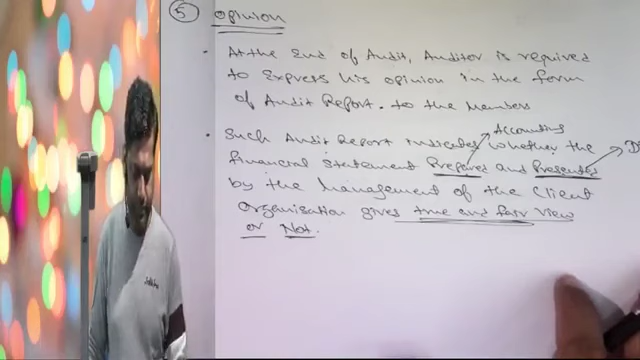 ⑤ Opinion
• At the End of Audit, Auditor is required
to Express his opinion in the form
of Audit Report. to the Members
Accounting
• Such Audit Report indicates whether the
financial statement Prepared and Presented
by the Management of the Client
Organisation gives true and fair view
or Not.